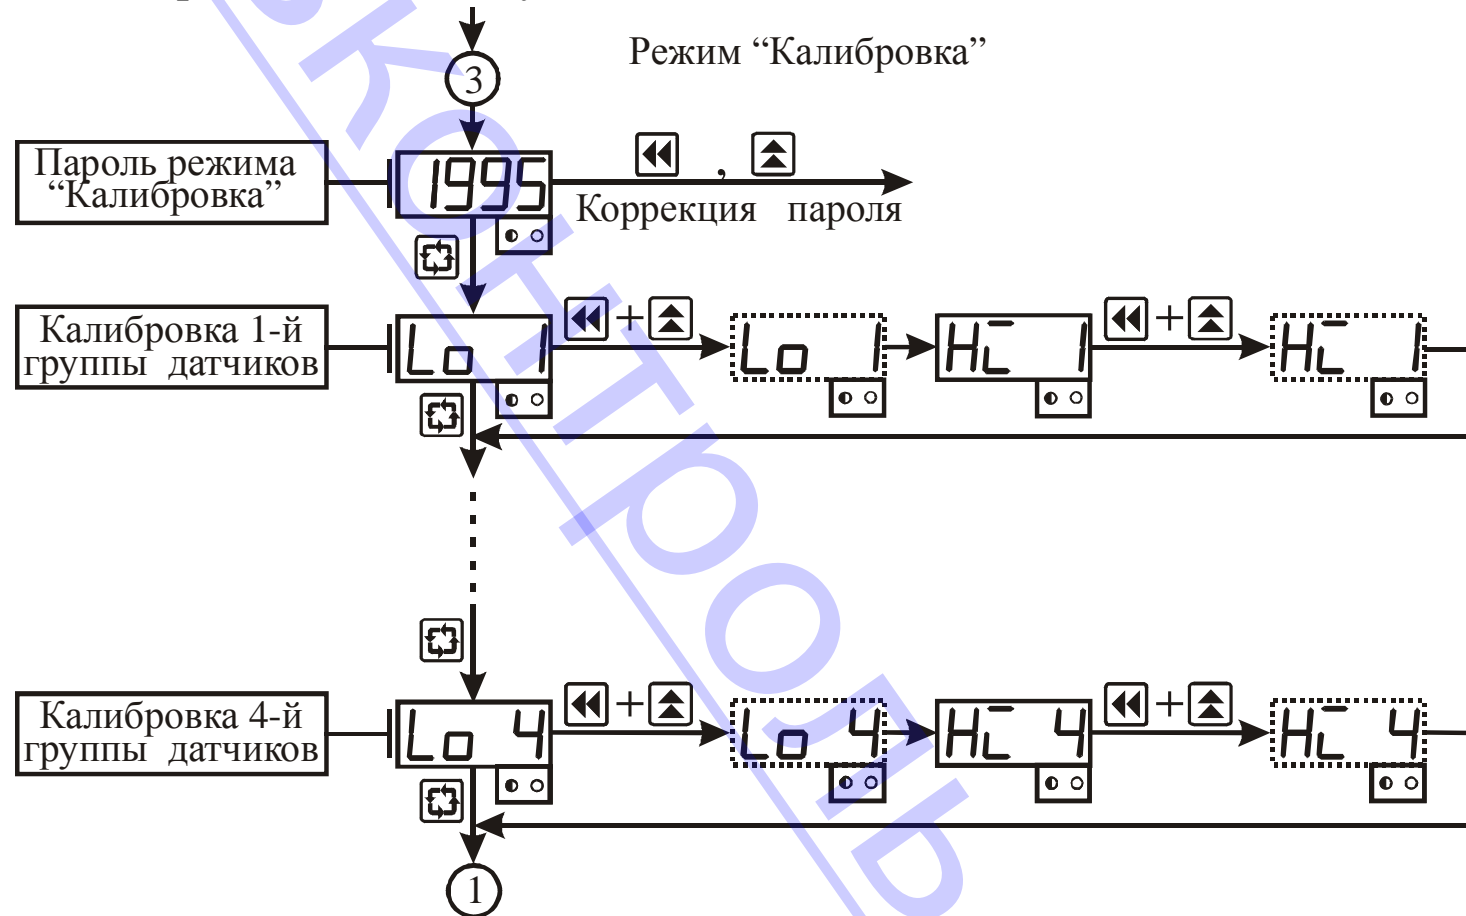 Режим “Калибровка”
3
Пароль режима
“Калибровка”
1995
,
Коррекция пароля
Калибровка 1-й
группы датчиков
Lo 1
+
Lo 1
Hi 1
+
Hi 1
Калибровка 4-й
группы датчиков
Lo 4
+
Lo 4
Hi 4
+
Hi 4
1
контроль